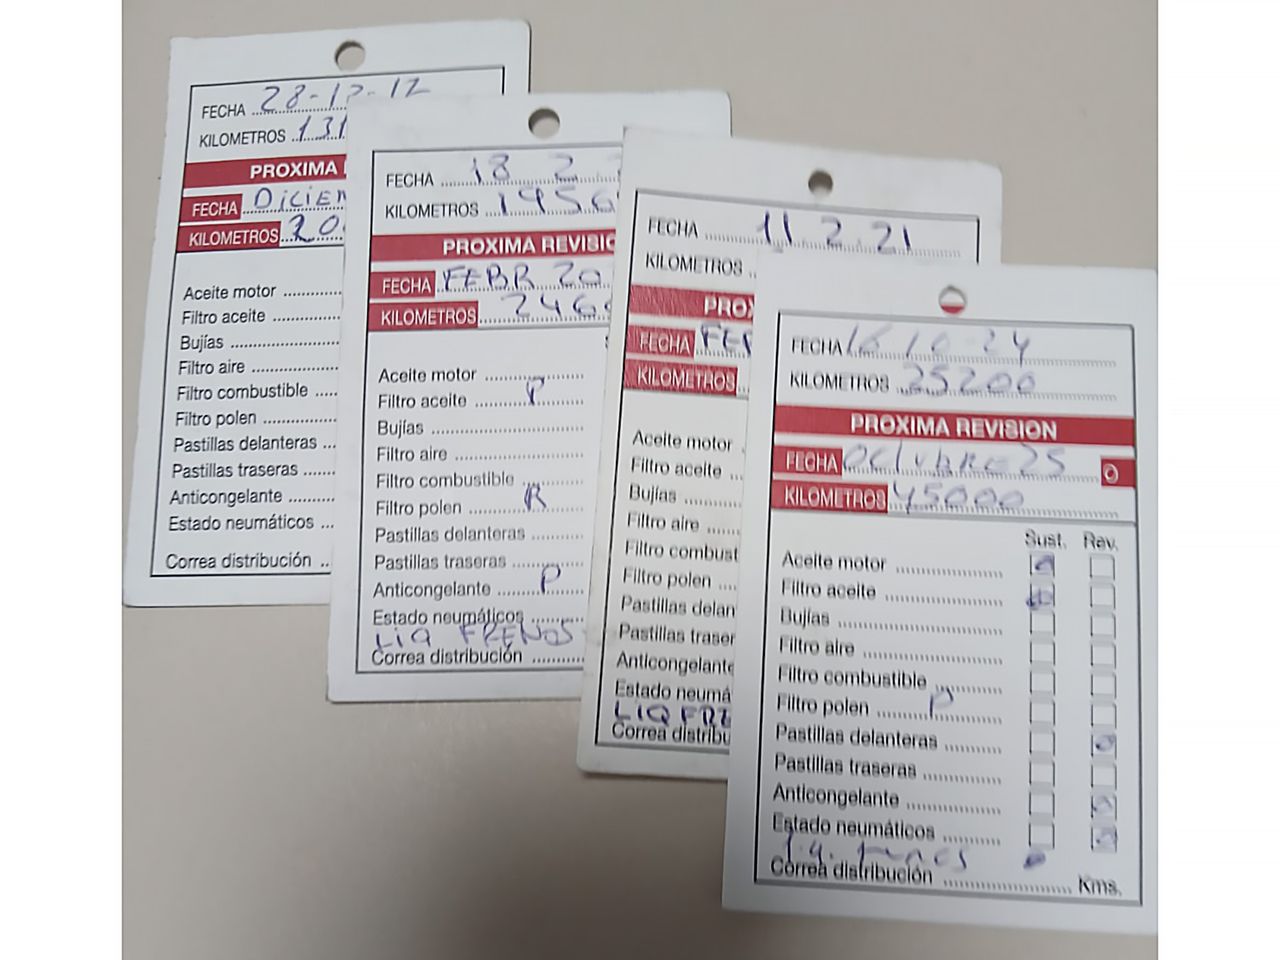 FECHA 28-12-12
KILOMETROS 131
PROXIMA
FECHA DICIEM
KILOMETROS 20
Aceite motor
Filtro aceite
Bujías
Filtro aire
Filtro combustible
Filtro polen
Pastillas delanteras
Pastillas traseras
Anticongelante
Estado neumáticos
Correa distribución
FECHA 18 2
KILOMETROS 1956
PROXIMA REVISIO
FECHA FEBR 20
KILOMETROS 246
Aceite motor
Filtro aceite P
Bujías
Filtro aire
Filtro combustible
Filtro polen R
Pastillas delanteras
Pastillas traseras
Anticongelante P
Estado neumáticos
LIQ FRENOS
Correa distribución
FECHA 11.2.21
KILOMETROS
PROX
FECHA FEB
KILOMETROS
Aceite motor
Filtro aceite
Bujías
Filtro aire
Filtro combust
Filtro polen
Pastillas delan
Pastillas traser
Anticongelante
Estado neumá
LIQ FRE
Correa distribu
FECHA 16 10 24
KILOMETROS 25200
PROXIMA REVISION
FECHA OCTUBRE 25
KILOMETROS 45000
Sust. Rev.
Aceite motor
Filtro aceite
Bujías
Filtro aire
Filtro combustible
Filtro polen P
Pastillas delanteras
Pastillas traseras
Anticongelante
Estado neumáticos
Correa distribución Kms.